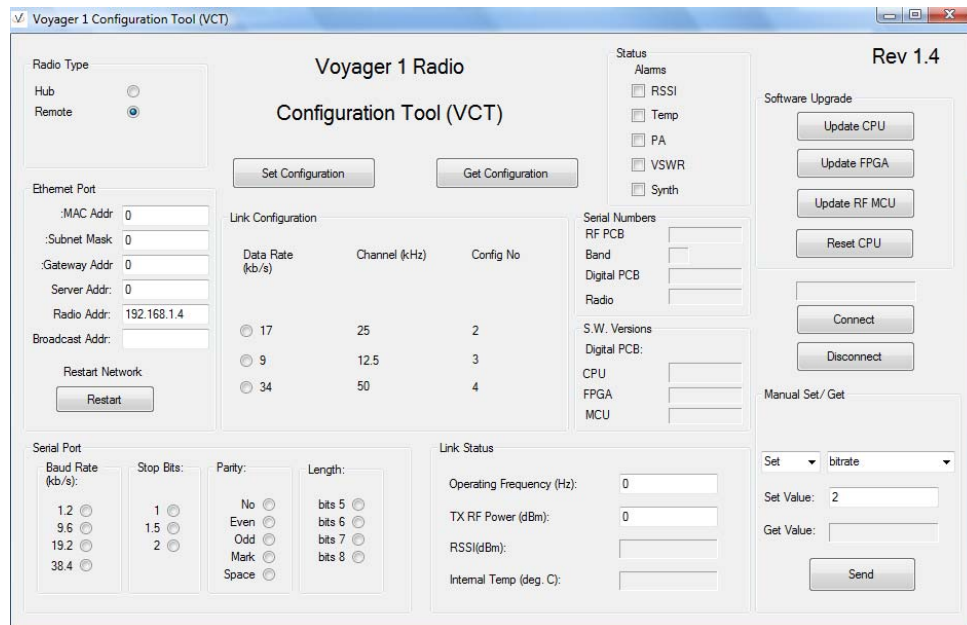 Voyager 1 Configuration Tool (VCT)
Radio Type
Hub
Remote
Voyager 1 Radio
Configuration Tool (VCT)
Set Configuration
Get Configuration
Status
Alarms
RSSI
Temp
PA
VSWR
Synth
Rev 1.4
Software Upgrade
Update CPU
Update FPGA
Update RF MCU
Reset CPU
Ethernet Port
:MAC Addr 0
:Subnet Mask 0
:Gateway Addr 0
Server Addr: 0
Radio Addr: 192.168.1.4
Broadcast Addr:
Restart Network
Restart
Link Configuration
Data Rate (kb/s) Channel (kHz) Config No
17 25 2
9 12.5 3
34 50 4
Serial Numbers
RF PCB
Band
Digital PCB
Radio
S.W. Versions
Digital PCB:
CPU
FPGA
MCU
Connect
Disconnect
Serial Port
Baud Rate (kb/s):
1.2
9.6
19.2
38.4
Stop Bits:
1
1.5
2
Parity:
No
Even
Odd
Mark
Space
Length:
bits 5
bits 6
bits 7
bits 8
Link Status
Operating Frequency (Hz): 0
TX RF Power (dBm): 0
RSSI(dBm):
Internal Temp (deg. C):
Manual Set/ Get
Set bitrate
Set Value: 2
Get Value:
Send